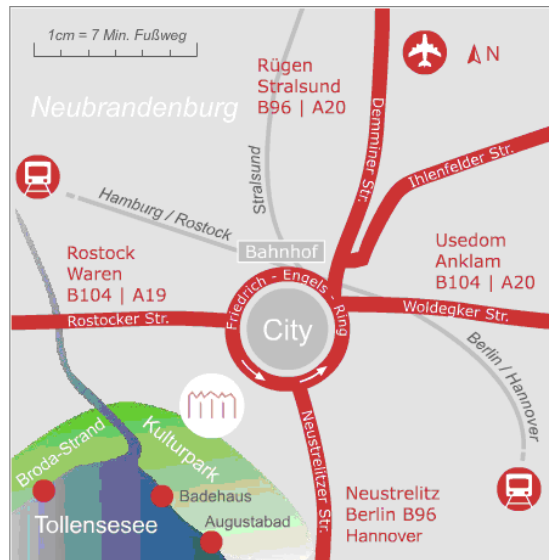 1cm = 7 Min. Fußweg
Neubrandenburg
Rügen
Stralsund
B96 | A20
N
Demminer Str.
Ihlenfelder Str.
Stralsund
Hamburg / Rostock
Bahnhof
Rostock
Waren
B104 | A19
Usedom
Anklam
B104 | A20
Friedrich - Engels - Ring
City
Rostocker Str.
Woldegker Str.
Berlin / Hannover
Neustrelitzer Str.
Broda-Strand
Kulturpark
Badehaus
Augustabad
Tollensesee
Neustrelitz
Berlin B96
Hannover